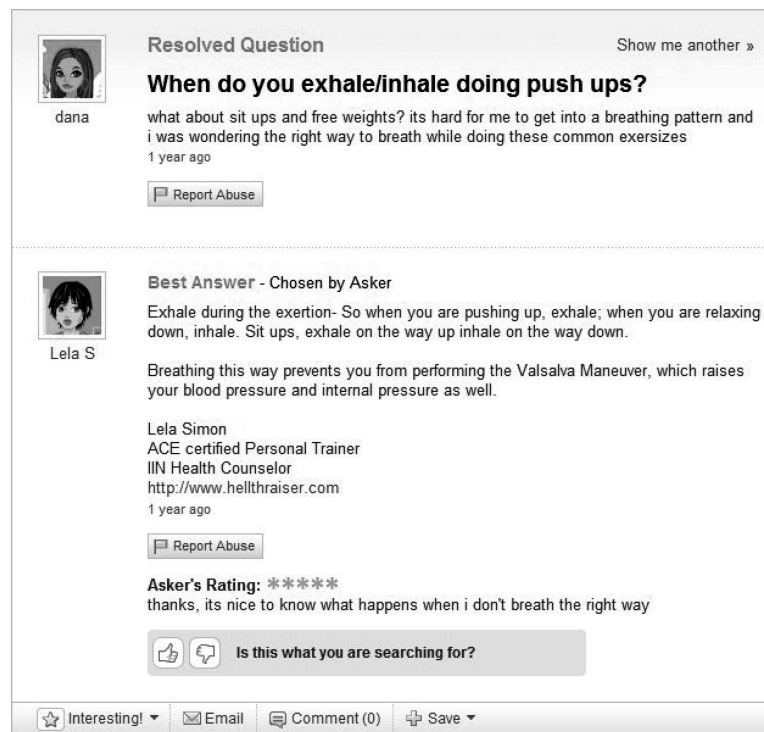 Resolved Question
Show me another »
When do you exhale/inhale doing push ups?
dana
what about sit ups and free weights? its hard for me to get into a breathing pattern and
i was wondering the right way to breath while doing these common exersizes
1 year ago
Report Abuse
Best Answer - Chosen by Asker
Lela S
Exhale during the exertion- So when you are pushing up, exhale; when you are relaxing
down, inhale. Sit ups, exhale on the way up inhale on the way down.
Breathing this way prevents you from performing the Valsalva Maneuver, which raises
your blood pressure and internal pressure as well.
Lela Simon
ACE certified Personal Trainer
IIN Health Counselor
http://www.hellthraiser.com
1 year ago
Report Abuse
Asker's Rating: *****
thanks, its nice to know what happens when i don't breath the right way
Is this what you are searching for?
Interesting! Email Comment (0) Save